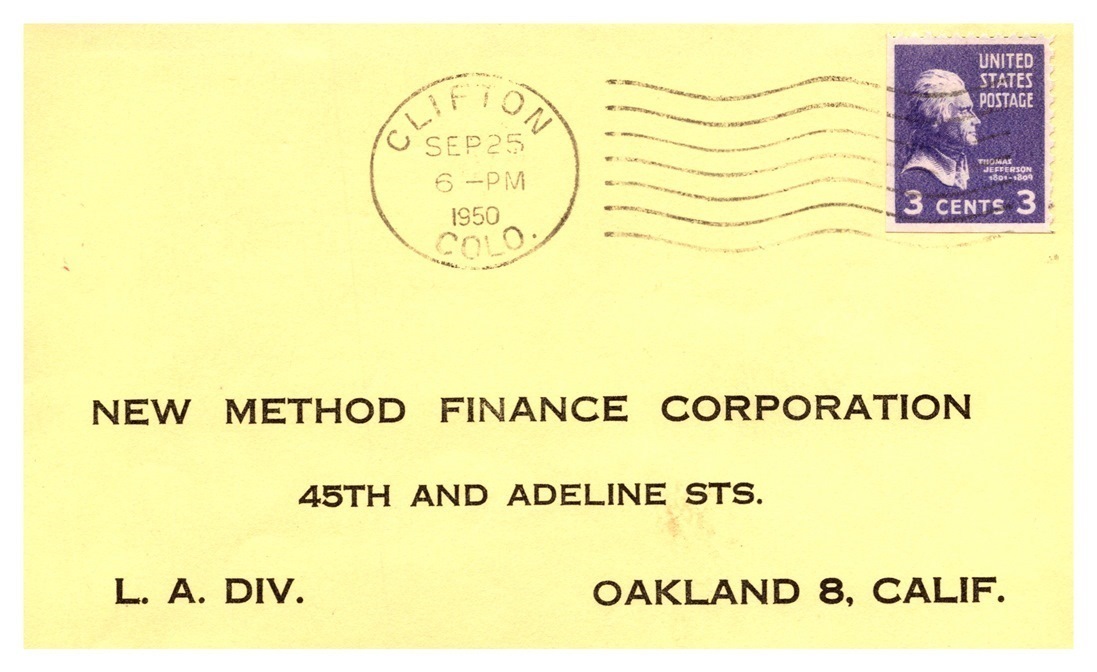 CLIFTON
SEP 25
6 -PM
1950
COLO.
UNITED
STATES
POSTAGE
THOMAS
JEFFERSON
1801-1809
3 CENTS 3
NEW METHOD FINANCE CORPORATION
45TH AND ADELINE STS.
L. A. DIV. OAKLAND 8, CALIF.